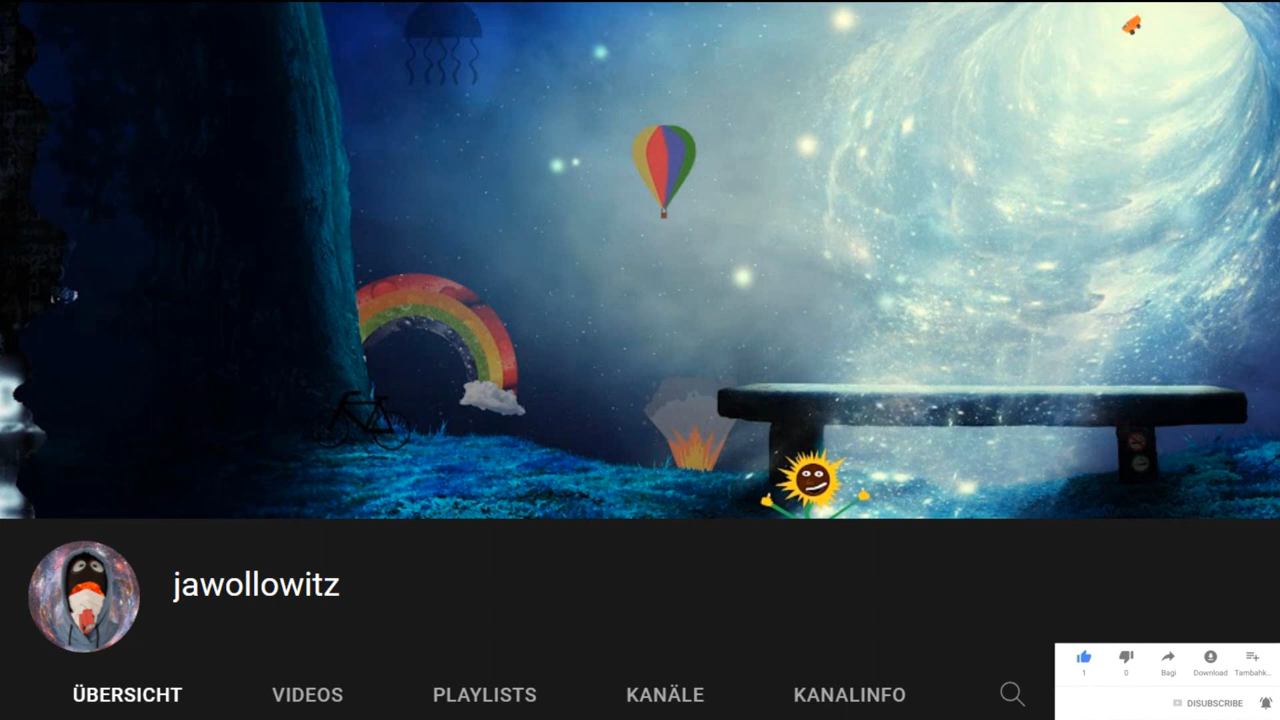 jawollowitz
ÜBERSICHT VIDEOS PLAYLISTS KANÄLE KANALINFO
1 0 Bagi Download Tambahk...
DISUBSCRIBE